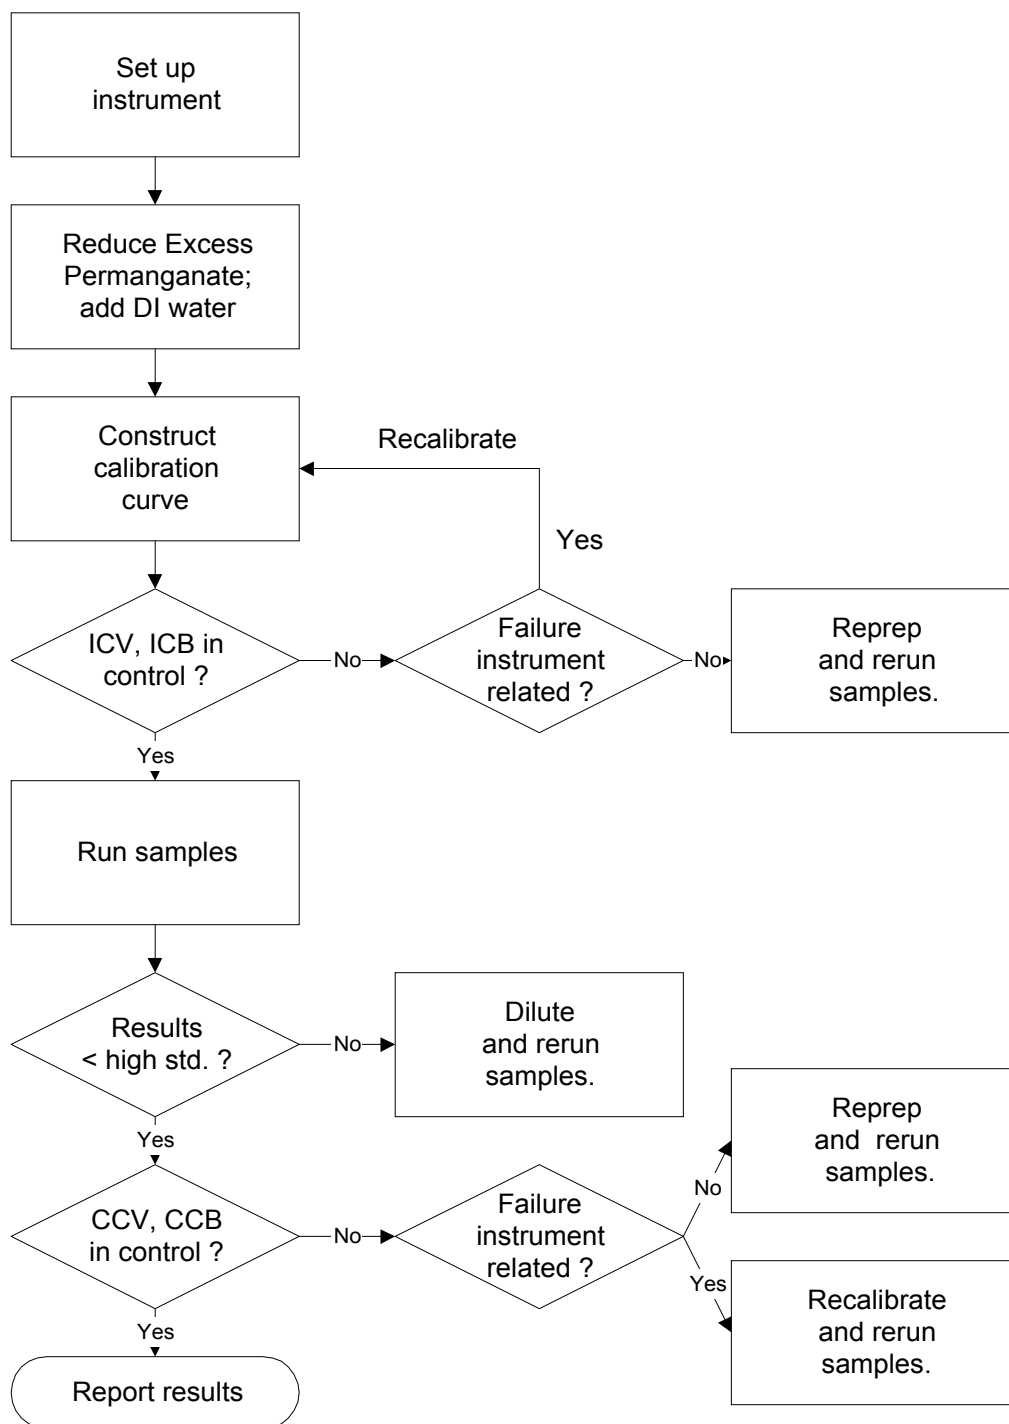 Set up
instrument
Reduce Excess
Permanganate;
add DI water
Construct
calibration
curve
Recalibrate
Yes
ICV, ICB in
control ?
No
Failure
instrument
related ?
No
Reprep
and rerun
samples.
Yes
Run samples
Results
< high std. ?
No
Dilute
and rerun
samples.
Yes
CCV, CCB
in control ?
No
Failure
instrument
related ?
No
Reprep
and rerun
samples.
Yes
Recalibrate
and rerun
samples.
Yes
Report results